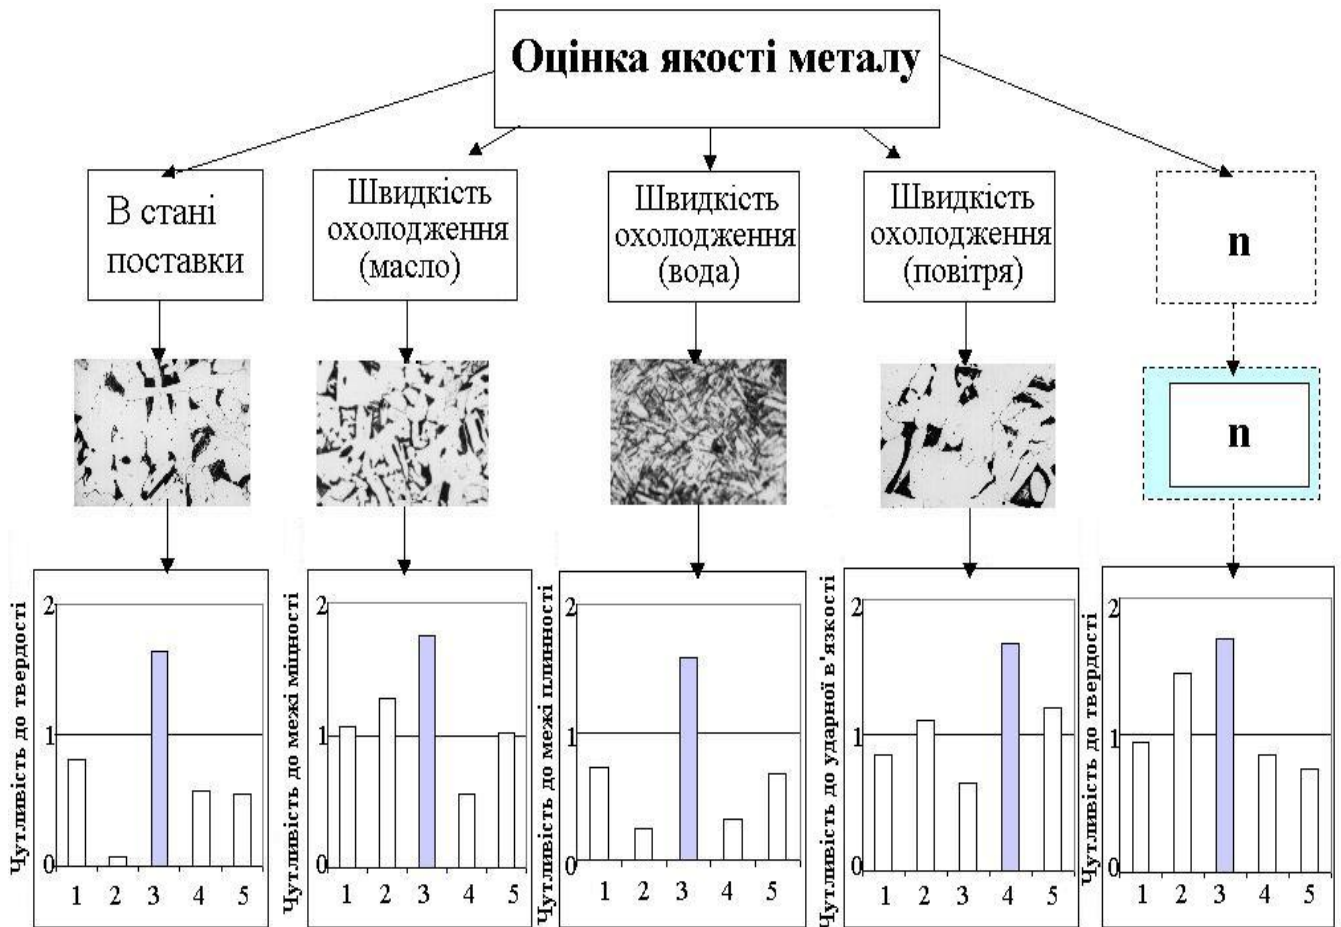 Оцінка якості металу
В стані
поставки
Швидкість
охолодження
(масло)
Швидкість
охолодження
(вода)
Швидкість
охолодження
(повітря)
n
n
Чутливість до твердості
2
1
0
1 2 3 4 5
Чутливість до межі міцності
2
1
0
1 2 3 4 5
Чутливість до межі плинності
2
1
0
1 2 3 4 5
Чутливість до ударної в'язкості
2
1
0
1 2 3 4 5
Чутливість до твердості
2
1
0
1 2 3 4 5